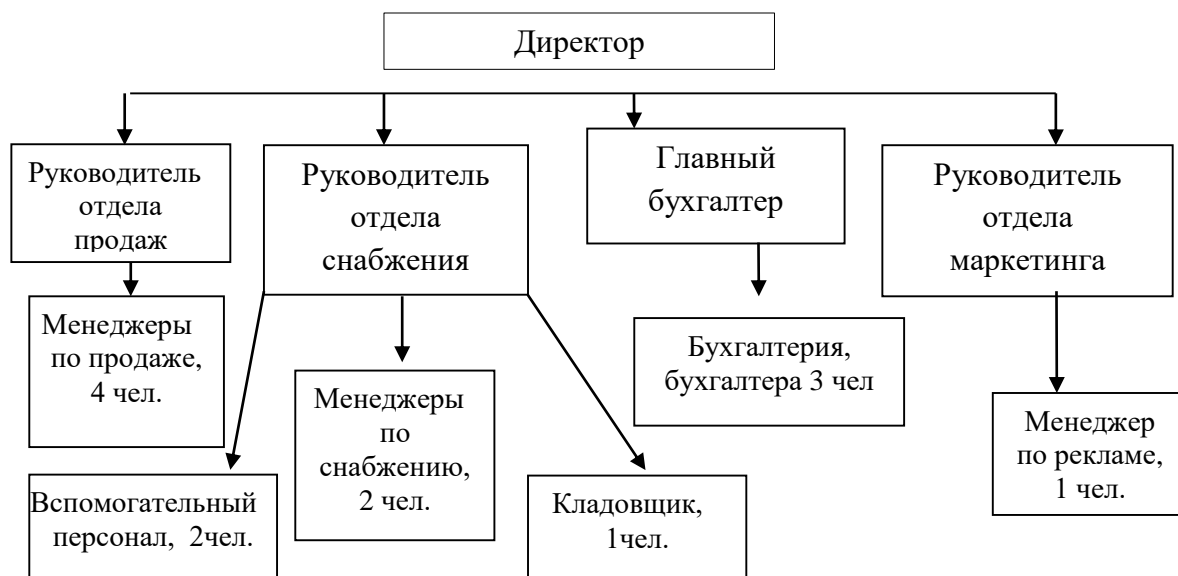 Директор
Руководитель
отдела
продаж
Руководитель
отдела
снабжения
Главный
бухгалтер
Руководитель
отдела
маркетинга
Менеджеры
по продаже,
4 чел.
Менеджеры
по
снабжению,
2 чел.
Бухгалтерия,
бухгалтера 3 чел
Менеджер
по рекламе,
1 чел.
Вспомогательный
персонал, 2чел.
Кладовщик,
1чел.